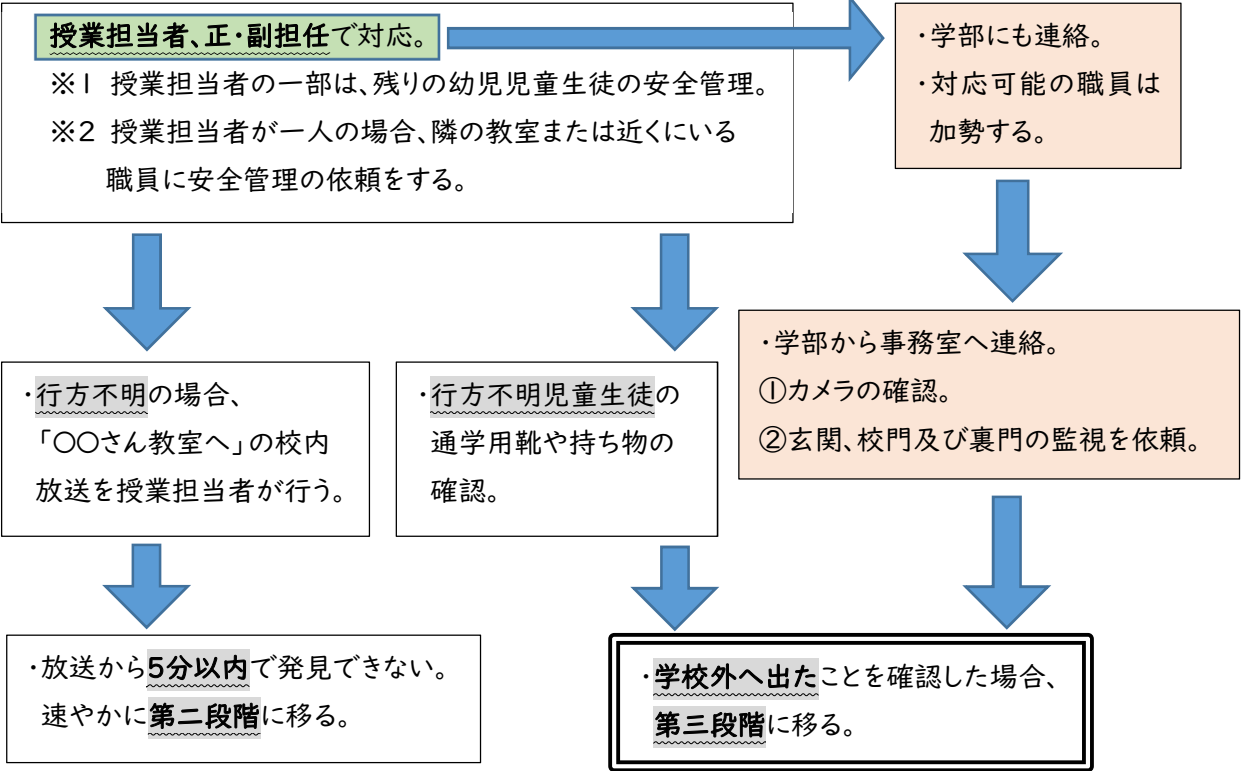 授業担当者、正・副担任で対応。
※1 授業担当者の一部は、残りの幼児児童生徒の安全管理。
※2 授業担当者が一人の場合、隣の教室または近くにいる
職員に安全管理の依頼をする。
・学部にも連絡。
・対応可能の職員は
加勢する。
・学部から事務室へ連絡。
①カメラの確認。
②玄関、校門及び裏門の監視を依頼。
・行方不明の場合、
「〇〇さん教室へ」の校内
放送を授業担当者が行う。
・行方不明児童生徒の
通学用靴や持ち物の
確認。
・放送から5分以内で発見できない。
速やかに第二段階に移る。
・学校外へ出たことを確認した場合、
第三段階に移る。